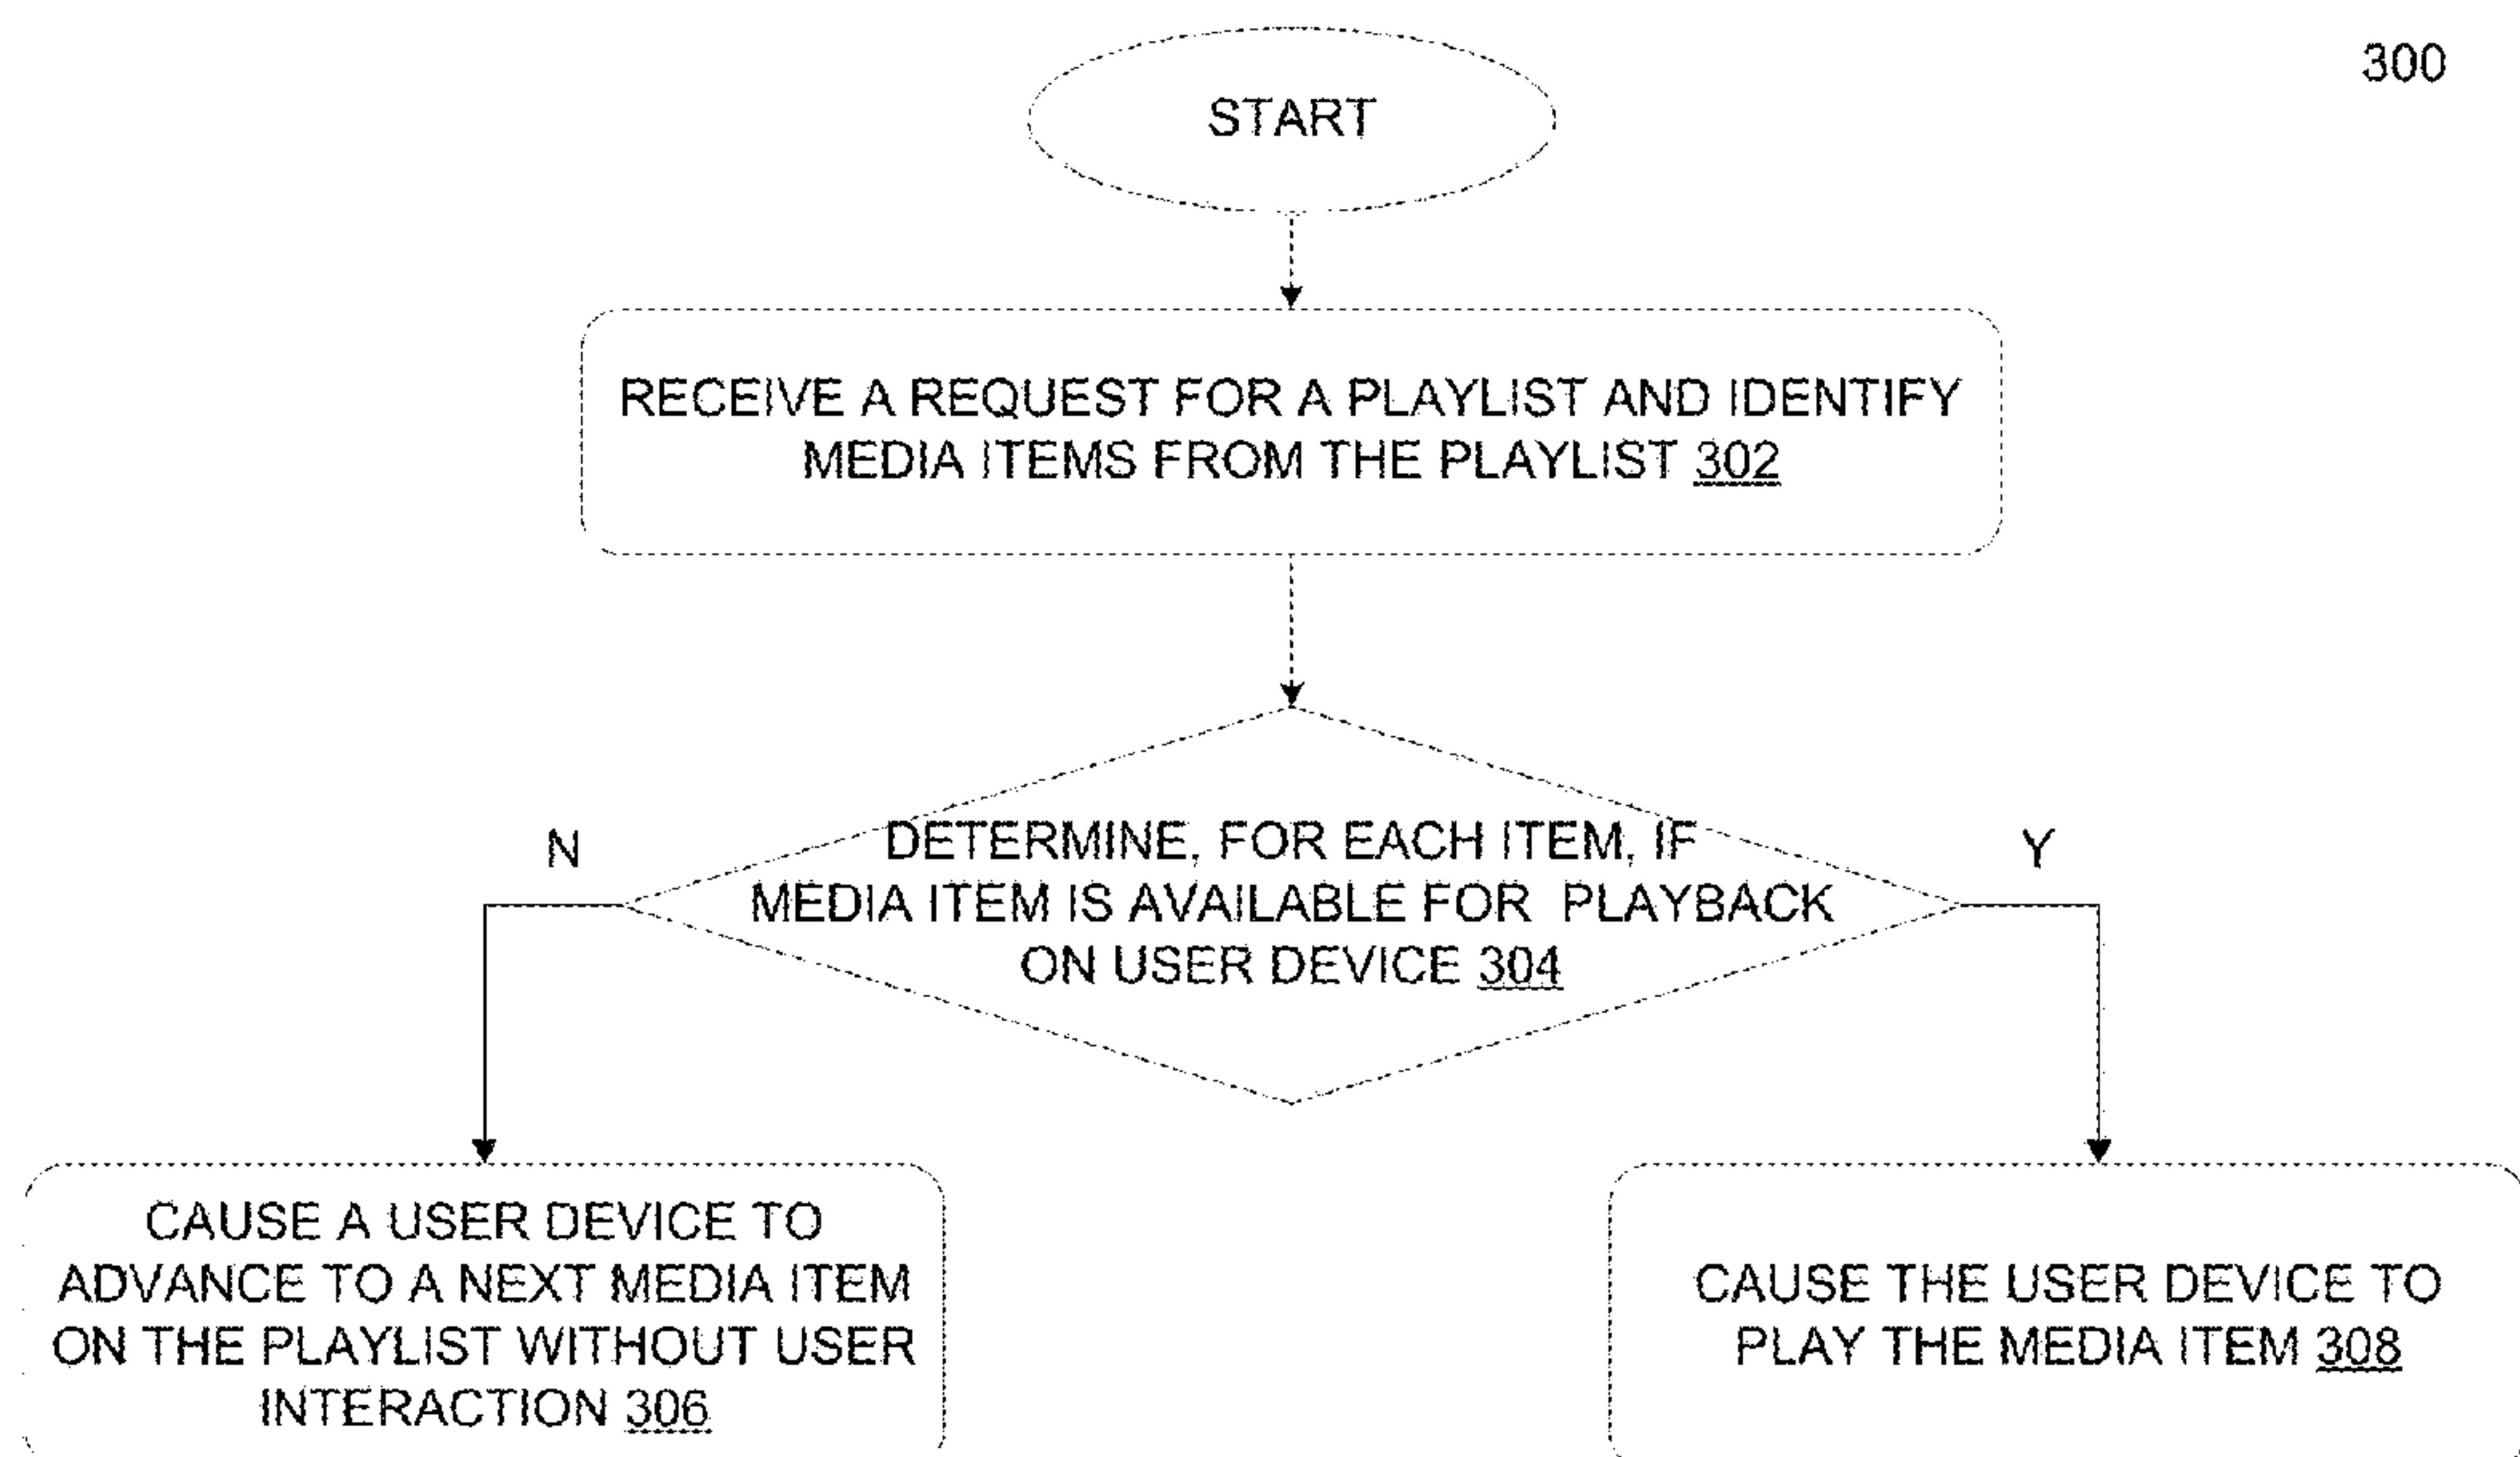 300
START
RECEIVE A REQUEST FOR A PLAYLIST AND IDENTIFY
MEDIA ITEMS FROM THE PLAYLIST 302
DETERMINE, FOR EACH ITEM, IF
MEDIA ITEM IS AVAILABLE FOR PLAYBACK
ON USER DEVICE 304
N
Y
CAUSE A USER DEVICE TO
ADVANCE TO A NEXT MEDIA ITEM
ON THE PLAYLIST WITHOUT USER
INTERACTION 306
CAUSE THE USER DEVICE TO
PLAY THE MEDIA ITEM 308